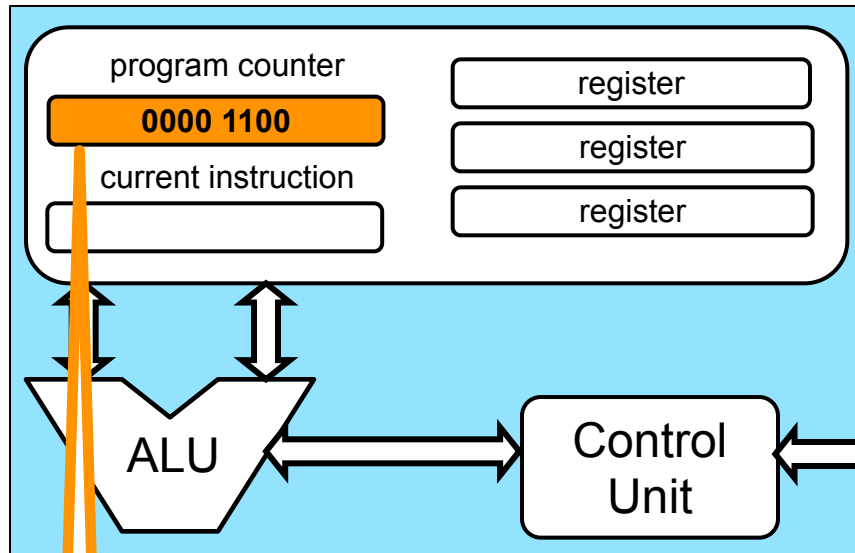 program counter
0000 1100
current instruction
register
register
register
ALU
Control
Unit